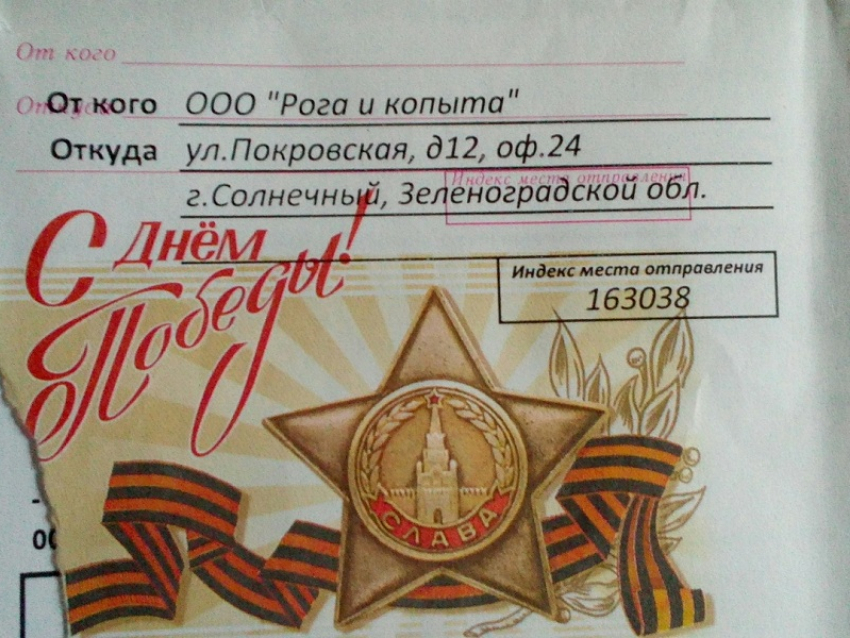 От кого
От кого ООО "Рога и копыта"
Откуда ул.Покровская, д12, оф.24
Индекс места отправления
г.Солнечный, Зеленоградской обл.
С Днём
Победы!
Индекс места отправления
163038
СЛАВА